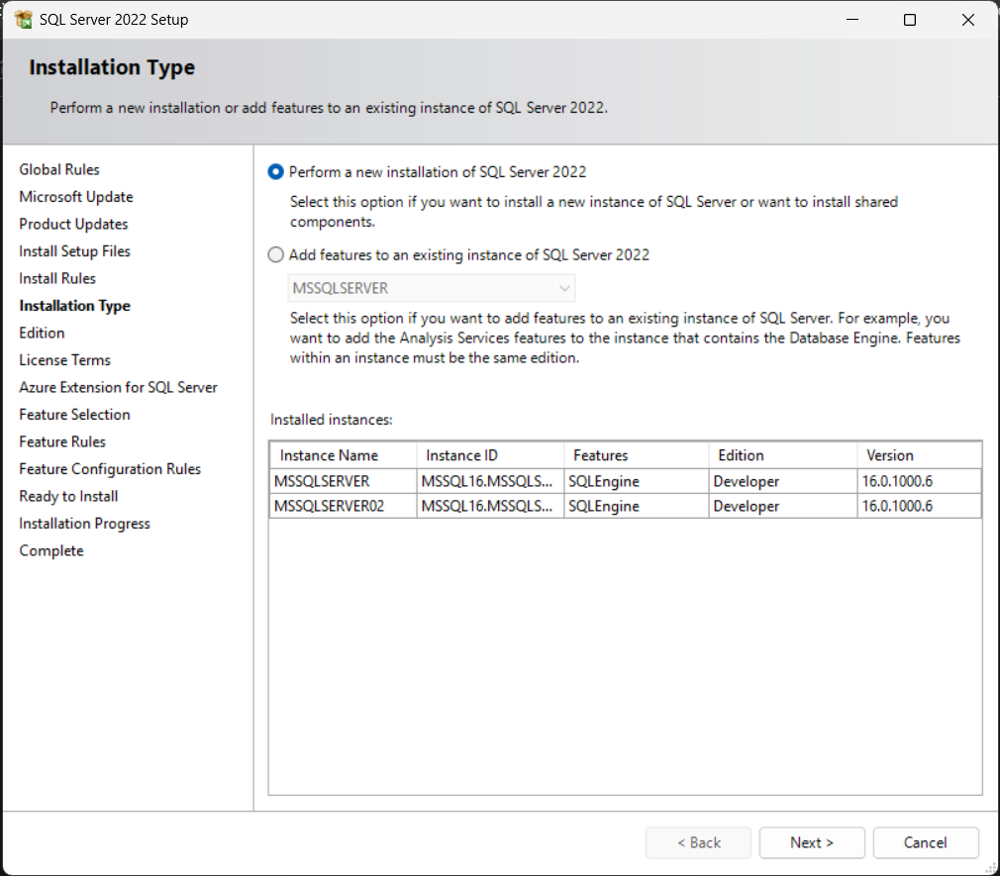 SQL Server 2022 Setup
Installation Type
Perform a new installation or add features to an existing instance of SQL Server 2022.
Global Rules
Microsoft Update
Product Updates
Install Setup Files
Install Rules
Installation Type
Edition
License Terms
Azure Extension for SQL Server
Feature Selection
Feature Rules
Feature Configuration Rules
Ready to Install
Installation Progress
Complete
Perform a new installation of SQL Server 2022
Select this option if you want to install a new instance of SQL Server or want to install shared
components.
Add features to an existing instance of SQL Server 2022
MSSQLSERVER
Select this option if you want to add features to an existing instance of SQL Server. For example, you
want to add the Analysis Services features to the instance that contains the Database Engine. Features
within an instance must be the same edition.
Installed instances:
Instance Name Instance ID Features Edition Version
MSSQLSERVER MSSQL16.MSSQLS... SQLEngine Developer 16.0.1000.6
MSSQLSERVER02 MSSQL16.MSSQLS... SQLEngine Developer 16.0.1000.6
< Back Next > Cancel